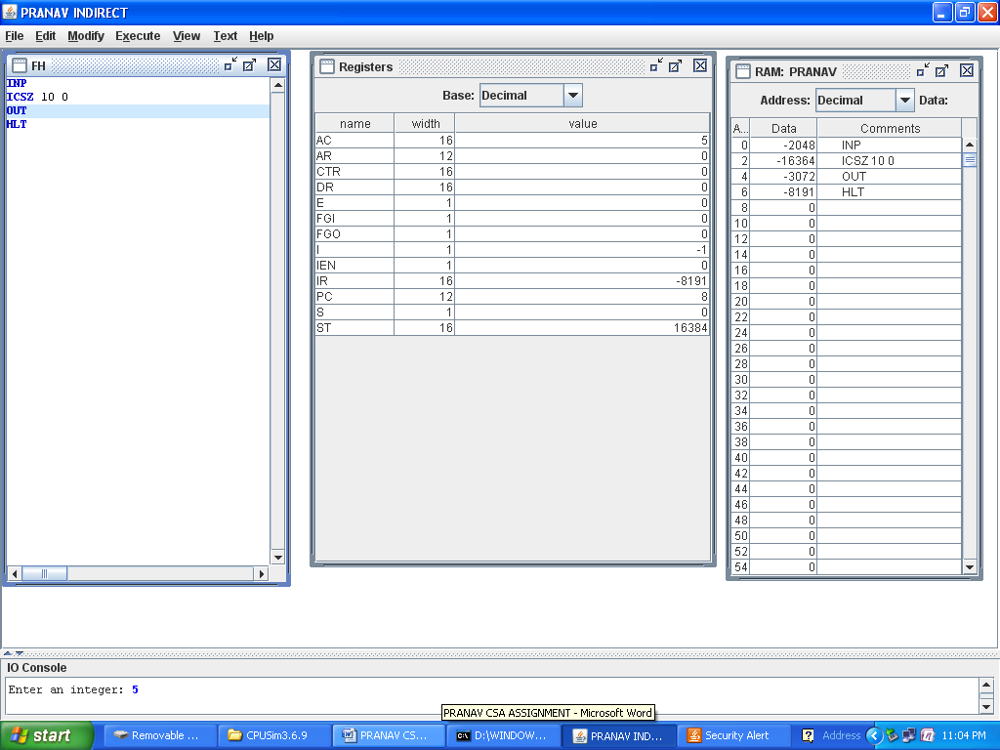 PRANAV INDIRECT
File Edit Modify Execute View Text Help
FH
INP
ICSZ 10 0
OUT
HLT
Registers
Base: Decimal
name width value
AC 16 5
AR 12 0
CTR 16 0
DR 16 0
E 1 0
FGI 1 0
FGO 1 0
I 1 -1
IEN 1 0
IR 16 -8191
PC 12 8
S 1 0
ST 16 16384
RAM: PRANAV
Address: Decimal Data:
A... Data Comments
0 -2048 INP
2 -16364 ICSZ 10 0
4 -3072 OUT
6 -8191 HLT
8 0
10 0
12 0
14 0
16 0
18 0
20 0
22 0
24 0
26 0
28 0
30 0
32 0
34 0
36 0
38 0
40 0
42 0
44 0
46 0
48 0
50 0
52 0
54 0
IO Console
Enter an integer: 5
PRANAV CSA ASSIGNMENT - Microsoft Word
start Removable ... CPUSim3.6.9 PRANAV CS... D:\WINDOW... PRANAV IND... Security Alert Address 11:04 PM